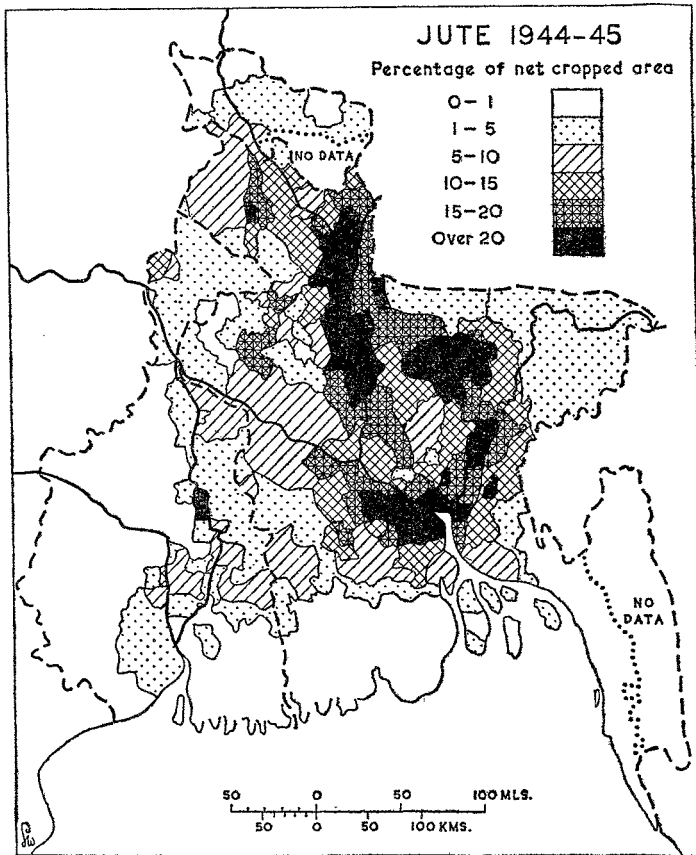 JUTE 1944-45
Percentage of net cropped area
0-1
1-5
5-10
10-15
15-20
Over 20
NO DATA
NO
DATA
50 0 50 100 MLS.
50 0 50 100 KMS.